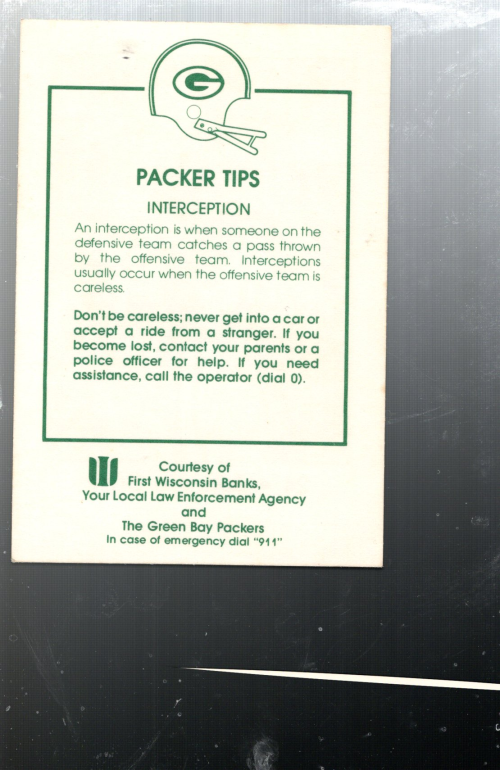 G
PACKER TIPS
INTERCEPTION
An interception is when someone on the
defensive team catches a pass thrown
by the offensive team. Interceptions
usually occur when the offensive team is
careless.
Don't be careless; never get into a car or
accept a ride from a stranger. If you
become lost, contact your parents or a
police officer for help. If you need
assistance, call the operator (dial 0).
Courtesy of
First Wisconsin Banks,
Your Local Law Enforcement Agency
and
The Green Bay Packers
In case of emergency dial "911"